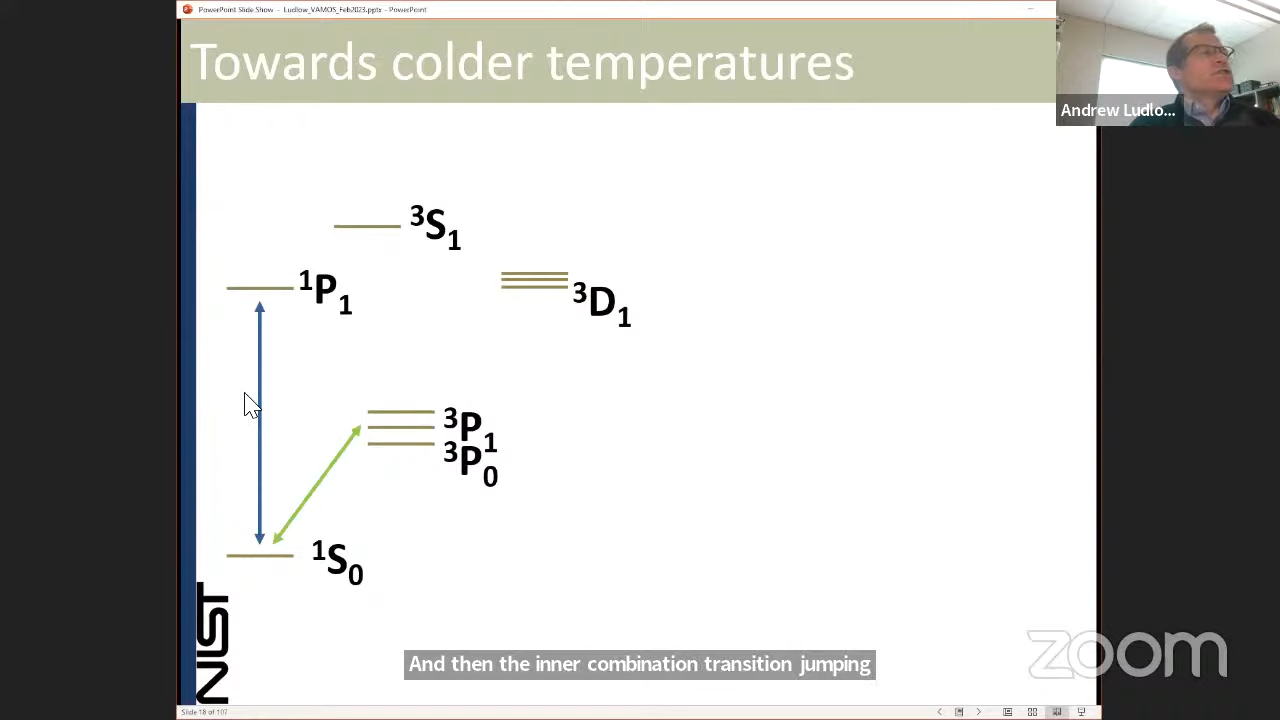 PowerPoint Slide Show - Ludlow_VAMOS_Feb2023.pptx - PowerPoint
Towards colder temperatures
Andrew Ludlo...
³S₁
¹P₁
³D₁
³P₁
³P₀
¹S₀
NIST
And then the inner combination transition jumping
zoom
Slide 18 of 107